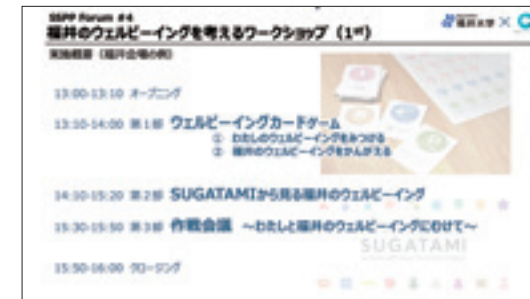 SSPP Forum #4
福井のウェルビーイングを考えるワークショップ（1st）
福井大学 × C
実施概要（福井会場の例）
13:00-13:10 オープニング
13:10-14:00 第1部 ウェルビーイングカードゲーム
① わたしのウェルビーイングをみつける
② 福井のウェルビーイングをかんがえる
14:10-15:20 第2部 SUGATAMIから見る福井のウェルビーイング
15:30-15:50 第3部 作戦会議 ～わたしと福井のウェルビーイングにむけて～
SUGATAMI
15:50-16:00 クロージング